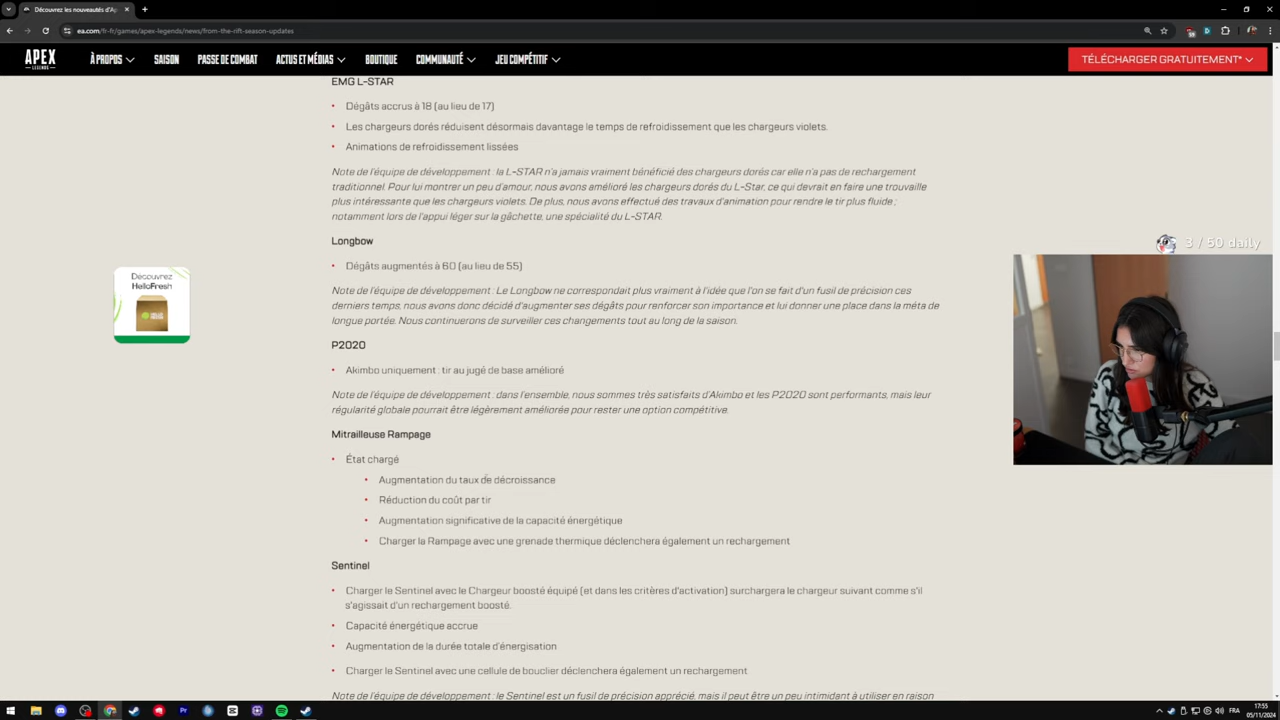 Découvrez les nouveautés d'Ap
ea.com/fr-fr/games/apex-legends/news/from-the-rift-season-updates
APEX
LEGENDS
À PROPOS
SAISON
PASSE DE COMBAT
ACTUS ET MÉDIAS
BOUTIQUE
COMMUNAUTÉ
JEU COMPÉTITIF
TÉLÉCHARGER GRATUITEMENT*
EMG L-STAR
• Dégâts accrus à 18 (au lieu de 17)
• Les chargeurs dorés réduisent désormais davantage le temps de refroidissement que les chargeurs violets.
• Animations de refroidissement lissées
Note de l'équipe de développement : la L-STAR n'a jamais vraiment bénéficié des chargeurs dorés car elle n'a pas de rechargement
traditionnel. Pour lui montrer un peu d'amour, nous avons amélioré les chargeurs dorés du L-Star, ce qui devrait en faire une trouvaille
plus intéressante que les chargeurs violets. De plus, nous avons effectué des travaux d'animation pour rendre le tir plus fluide ;
notamment lors de l'appui léger sur la gâchette, une spécialité du L-STAR.
Longbow
• Dégâts augmentés à 60 (au lieu de 55)
Note de l'équipe de développement : Le Longbow ne correspondait plus vraiment à l'idée que l'on se fait d'un fusil de précision ces
derniers temps, nous avons donc décidé d'augmenter ses dégâts pour renforcer son importance et lui donner une place dans la méta de
longue portée. Nous continuerons de surveiller ces changements tout au long de la saison.
P2020
• Akimbo uniquement : tir au jugé de base amélioré
Note de l'équipe de développement : dans l'ensemble, nous sommes très satisfaits d'Akimbo et les P2020 sont performants, mais leur
régularité globale pourrait être légèrement améliorée pour rester une option compétitive.
Mitrailleuse Rampage
• État chargé
• Augmentation du taux de décroissance
• Réduction du coût par tir
• Augmentation significative de la capacité énergétique
• Charger la Rampage avec une grenade thermique déclenchera également un rechargement
Sentinel
• Charger le Sentinel avec le Chargeur boosté équipé (et dans les critères d'activation) surchargera le chargeur suivant comme s'il
s'agissait d'un rechargement boosté.
• Capacité énergétique accrue
• Augmentation de la durée totale d'énergisation
• Charger le Sentinel avec une cellule de bouclier déclenchera également un rechargement
Note de l'équipe de développement : le Sentinel est un fusil de précision apprécié, mais il peut être un peu intimidant à utiliser en raison
Découvrez
HelloFresh
3 / 50 daily
FRA
17:55
05/11/2024